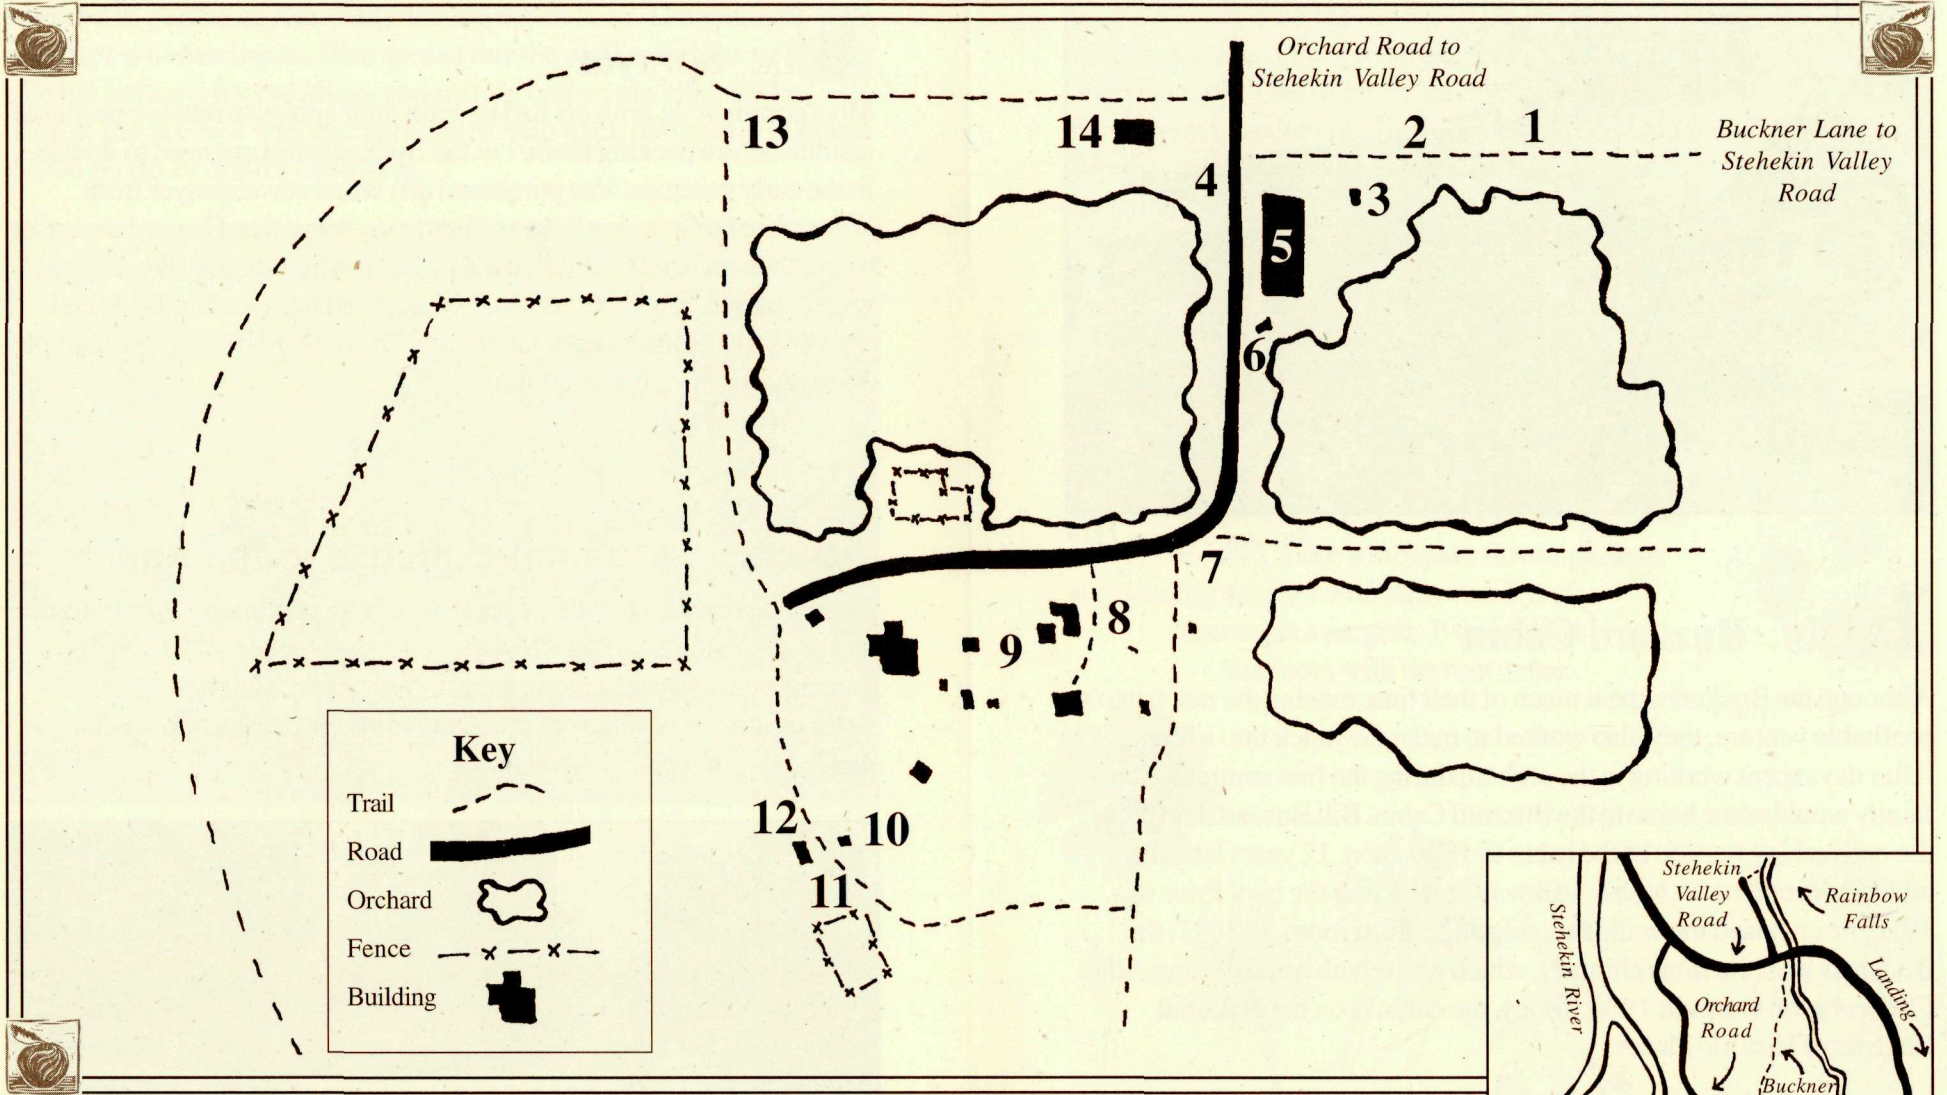 Orchard Road to
Stehekin Valley Road
Buckner Lane to
Stehekin Valley
Road
13
14
4
2
1
3
5
6
7
8
9
12
10
11
Key
Trail
Road
Orchard
Fence
Building
Stehekin
Valley
Road
Rainbow
Falls
Stehekin River
Landing
Orchard
Road
Buckner